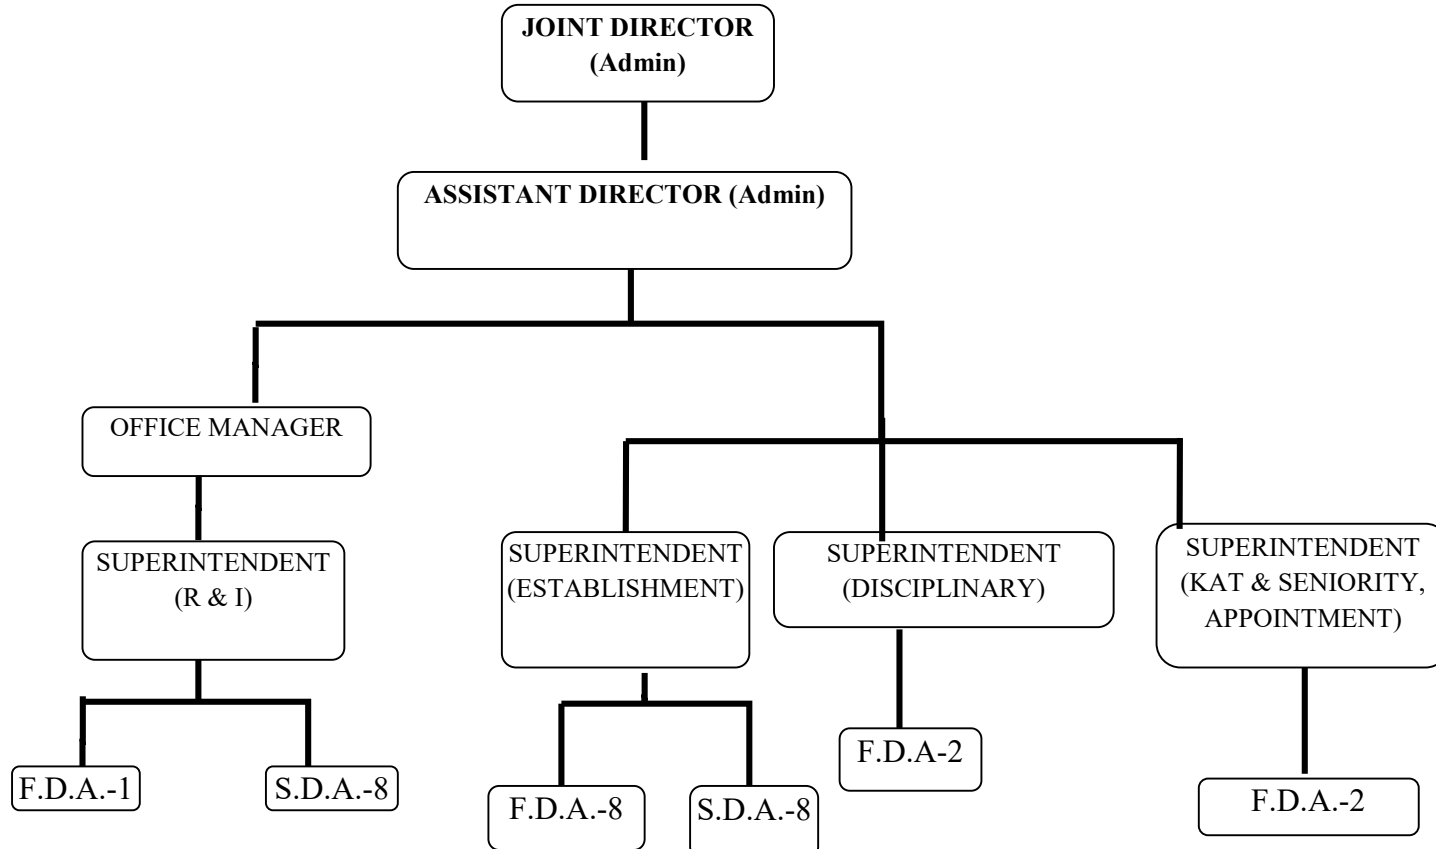 JOINT DIRECTOR
(Admin)
ASSISTANT DIRECTOR (Admin)
OFFICE MANAGER
SUPERINTENDENT
(R & I)
SUPERINTENDENT
(ESTABLISHMENT)
SUPERINTENDENT
(DISCIPLINARY)
SUPERINTENDENT
(KAT & SENIORITY,
APPOINTMENT)
F.D.A.-1
S.D.A.-8
F.D.A.-8
S.D.A.-8
F.D.A-2
F.D.A.-2